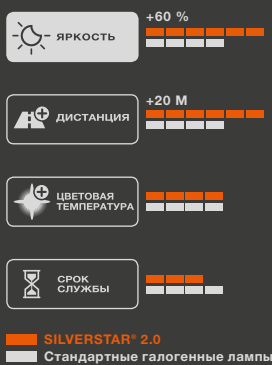 +60 %
ЯРКОСТЬ
+20 М
ДИСТАНЦИЯ
ЦВЕТОВАЯ
ТЕМПЕРАТУРА
СРОК
СЛУЖБЫ
SILVERSTAR® 2.0
Стандартные галогенные лампы